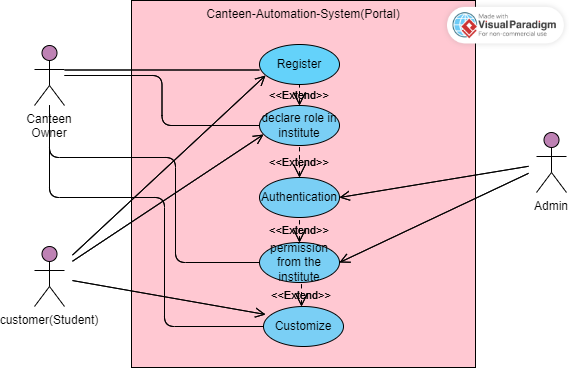 Canteen-Automation-System(Portal)
Made with
Visual Paradigm
For non-commercial use
Register
<<Extend>>
Canteen
Owner
declare role in
institute
<<Extend>>
Authentication
Admin
<<Extend>>
permission
from the
institute
<<Extend>>
customer(Student)
Customize